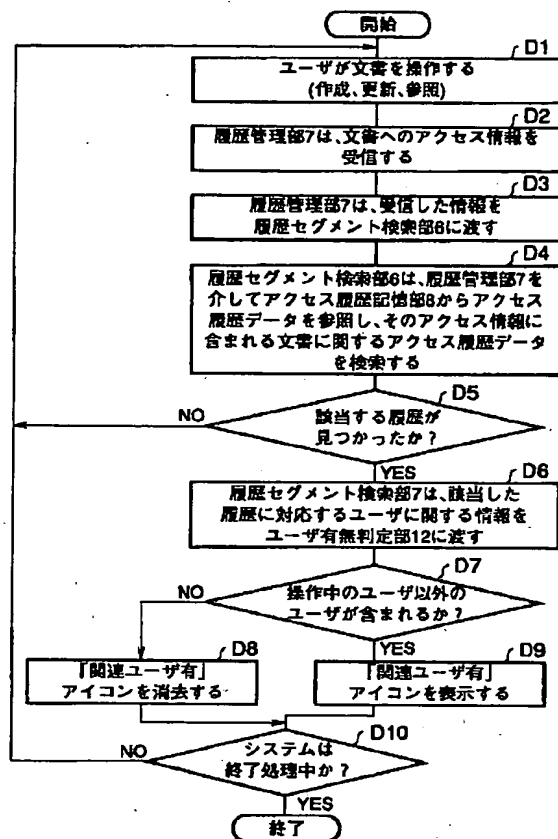 開始
D1
ユーザが文書を操作する
(作成、更新、参照)
D2
履歴管理部7は、文書へのアクセス情報を
受信する
D3
履歴管理部7は、受信した情報を
履歴セグメント検索部6に渡す
D4
履歴セグメント検索部6は、履歴管理部7を
介してアクセス履歴記憶部8からアクセス
履歴データを参照し、そのアクセス情報に
含まれる文書に関するアクセス履歴データ
を検索する
D5
該当する履歴が
見つかったか?
NO
YES
D6
履歴セグメント検索部7は、該当した
履歴に対応するユーザに関する情報を
ユーザ有無判定部12に渡す
D7
操作中のユーザ以外の
ユーザが含まれるか?
NO
YES
D8
「関連ユーザ有」
アイコンを消去する
D9
「関連ユーザ有」
アイコンを表示する
D10
システムは
終了処理中か?
NO
YES
終了